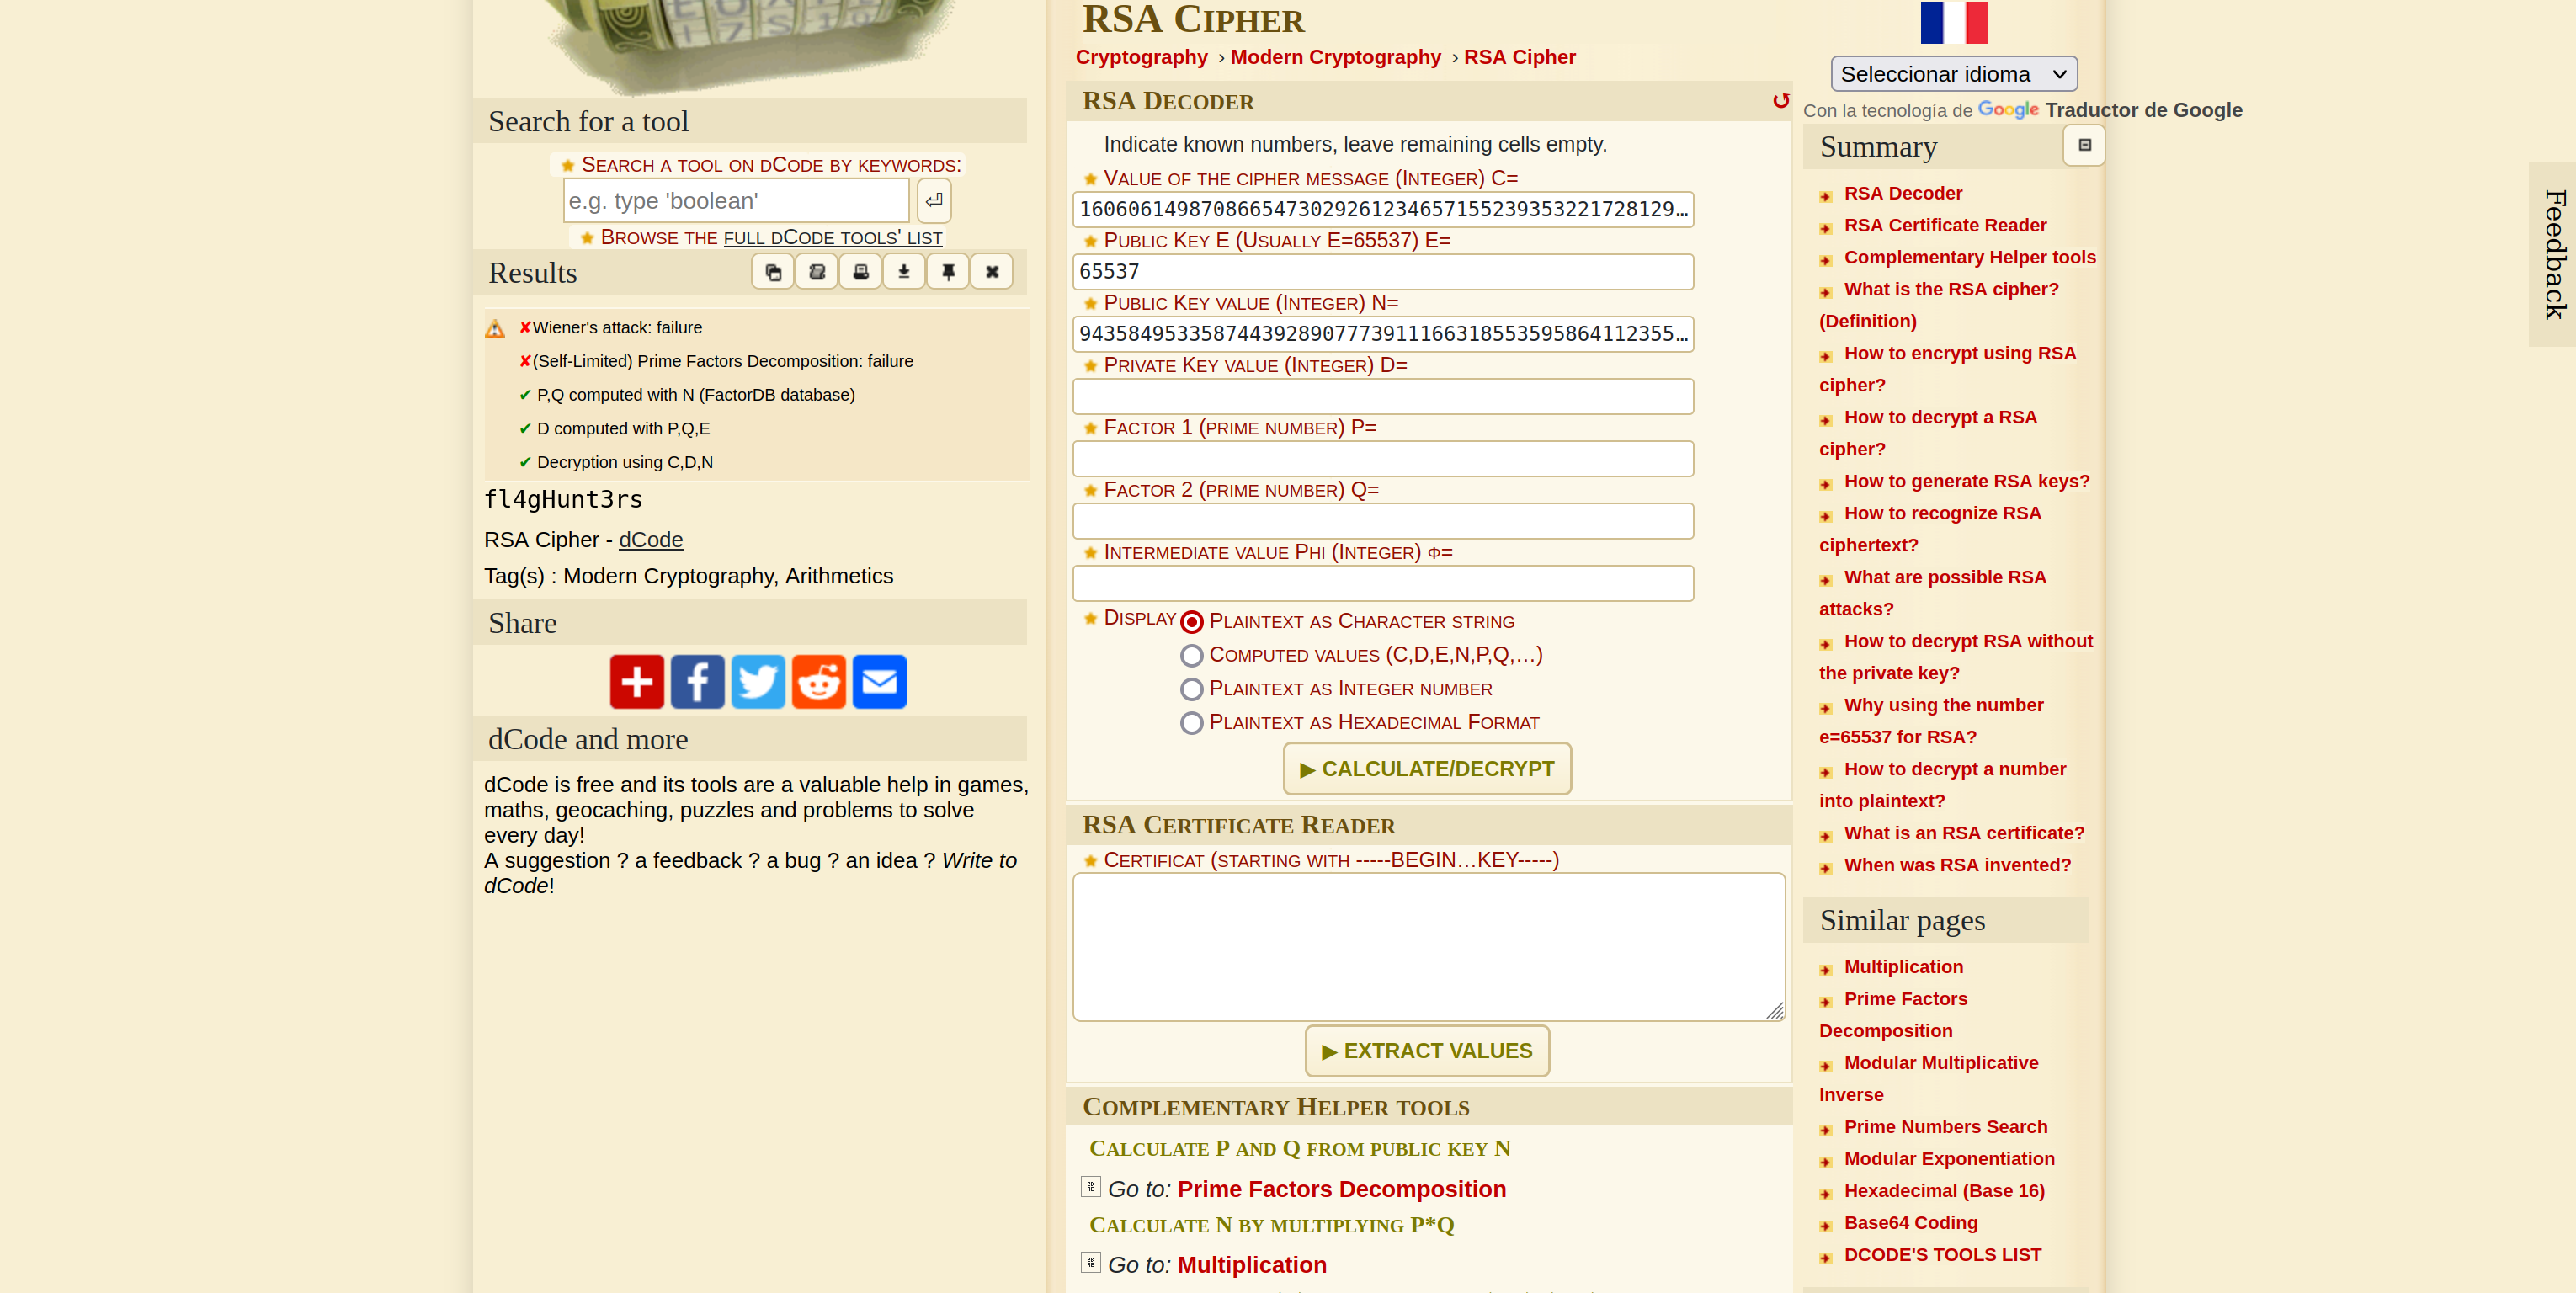 RSA Cipher
Cryptography › Modern Cryptography › RSA Cipher
Search for a tool
Search a tool on dCode by keywords:
e.g. type 'boolean'
Browse the full dCode tools' list
Results
Wiener's attack: failure
(Self-Limited) Prime Factors Decomposition: failure
P,Q computed with N (FactorDB database)
D computed with P,Q,E
Decryption using C,D,N
fl4gHunt3rs
RSA Cipher - dCode
Tag(s) : Modern Cryptography, Arithmetics
Share
dCode and more
dCode is free and its tools are a valuable help in games,
maths, geocaching, puzzles and problems to solve
every day!
A suggestion ? a feedback ? a bug ? an idea ? Write to
dCode!
RSA Decoder
Indicate known numbers, leave remaining cells empty.
Value of the cipher message (Integer) C=
160606149870866547302926123465715523935322172812​9…
Public Key E (Usually E=65537) E=
65537
Public Key value (Integer) N=
9435849533587443928907773911166318553595864112355…
Private Key value (Integer) D=
Factor 1 (prime number) P=
Factor 2 (prime number) Q=
Intermediate value Phi (Integer) Φ=
Display
Plaintext as Character string
Computed values (C,D,E,N,P,Q,…)
Plaintext as Integer number
Plaintext as Hexadecimal Format
▶ CALCULATE/DECRYPT
RSA Certificate Reader
Certificat (starting with -----BEGIN…KEY-----)
▶ EXTRACT VALUES
Complementary Helper tools
Calculate P and Q from public key N
Go to: Prime Factors Decomposition
Calculate N by multiplying P*Q
Go to: Multiplication
Seleccionar idioma
Con la tecnología de Google Traductor de Google
Summary
RSA Decoder
RSA Certificate Reader
Complementary Helper tools
What is the RSA cipher?
(Definition)
How to encrypt using RSA
cipher?
How to decrypt a RSA
cipher?
How to generate RSA keys?
How to recognize RSA
ciphertext?
What are possible RSA
attacks?
How to decrypt RSA without
the private key?
Why using the number
e=65537 for RSA?
How to decrypt a number
into plaintext?
What is an RSA certificate?
When was RSA invented?
Similar pages
Multiplication
Prime Factors
Decomposition
Modular Multiplicative
Inverse
Prime Numbers Search
Modular Exponentiation
Hexadecimal (Base 16)
Base64 Coding
DCODE'S TOOLS LIST
Feedback